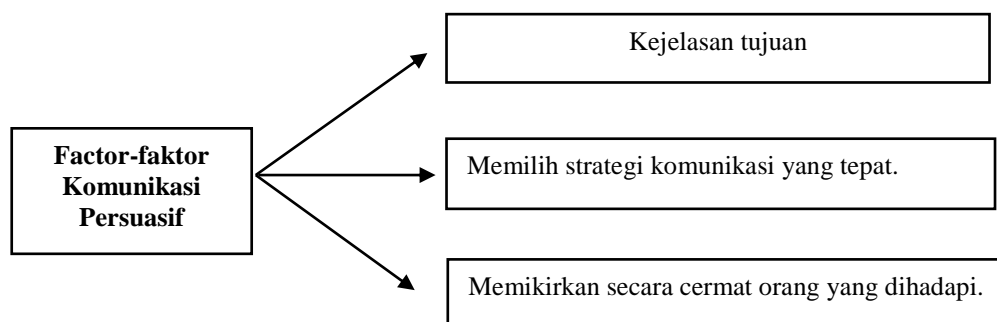 Kejelasan tujuan
Factor-faktor
Komunikasi
Persuasif
Memilih strategi komunikasi yang tepat.
Memikirkan secara cermat orang yang dihadapi.